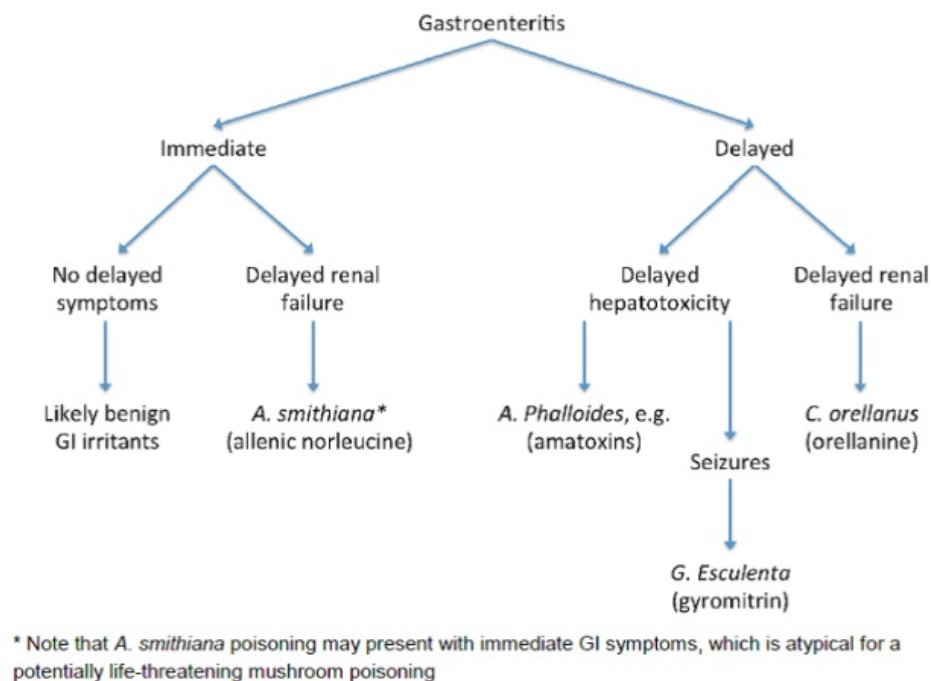 Gastroenteritis
Immediate
Delayed
No delayed
symptoms
Delayed renal
failure
Delayed
hepatotoxicity
Delayed renal
failure
Likely benign
GI irritants
A. smithiana*
(allenic norleucine)
A. Phalloides, e.g.
(amatoxins)
C. orellanus
(orellanine)
Seizures
G. Esculenta
(gyromitrin)
* Note that A. smithiana poisoning may present with immediate GI symptoms, which is atypical for a
potentially life-threatening mushroom poisoning